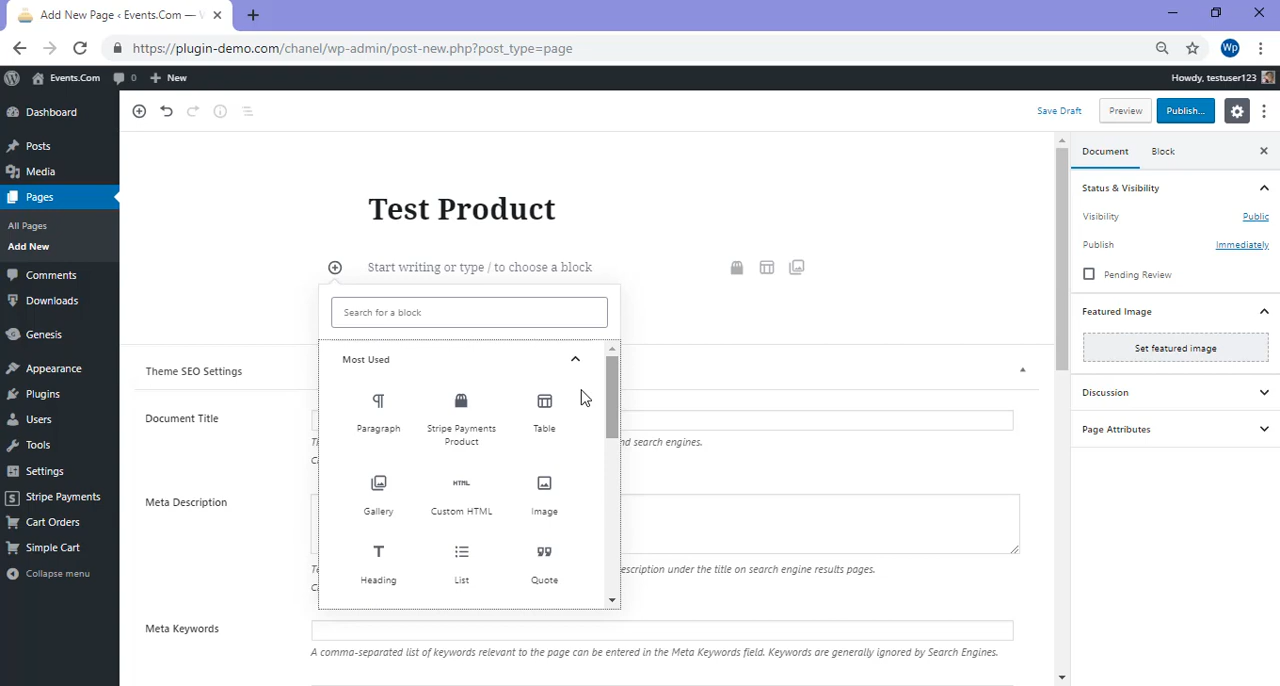 Add New Page ‹ Events.Com —
https://plugin-demo.com/chanel/wp-admin/post-new.php?post_type=page
Wp
Events.Com
0
New
Howdy, testuser123
Dashboard
Posts
Media
Pages
All Pages
Add New
Comments
Downloads
Genesis
Appearance
Plugins
Users
Tools
Settings
Stripe Payments
Cart Orders
Simple Cart
Collapse menu
Save Draft
Preview
Publish...
Test Product
Start writing or type / to choose a block
Search for a block
Most Used
Paragraph
Stripe Payments
Product
Table
Gallery
HTML
Custom HTML
Image
Heading
List
Quote
Theme SEO Settings
Document Title
nd search engines.
Meta Description
escription under the title on search engine results pages.
Meta Keywords
A comma-separated list of keywords relevant to the page can be entered in the Meta Keywords field. Keywords are generally ignored by Search Engines.
Document
Block
Status & Visibility
Visibility
Public
Publish
Immediately
Pending Review
Featured Image
Set featured image
Discussion
Page Attributes